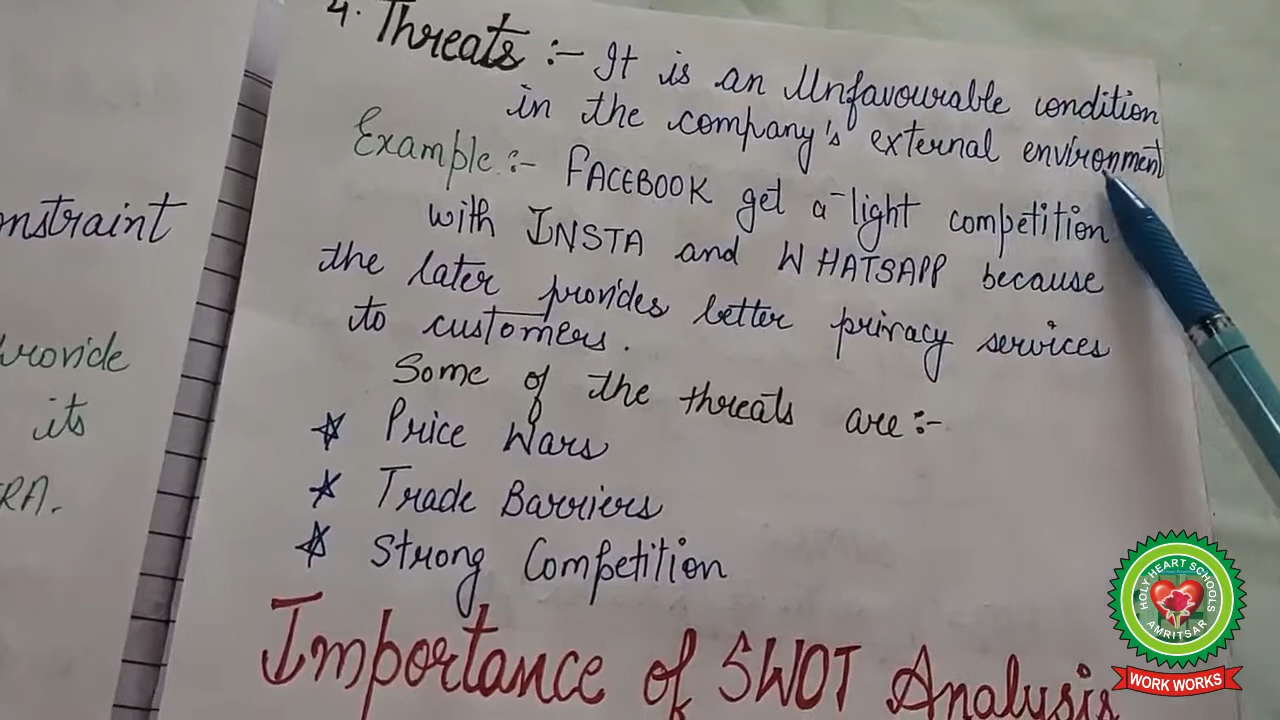 nstraint
rovide
its
RA.
4. Threats :- It is an Unfavourable condition
in the company's external environment
Example :- FACEBOOK get a light competition
with INSTA and WHATSAPP because
the later provides better privacy services
to customers.
Some of the threats are :-
Price Wars
Trade Barriers
Strong Competition
Importance of SWOT Analysis
HOLY HEART SCHOOLS
AMRITSAR
WORK WORKS